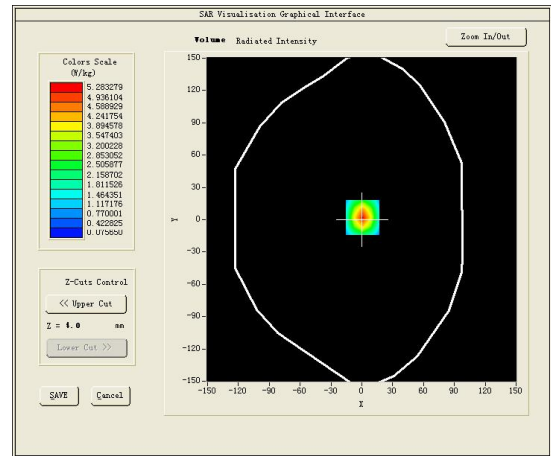 SAR Visualisation Graphical Interface
Volume Radiated Intensity
Zoom In/Out
Colors Scale
(W/kg)
5.283279
4.936104
4.588929
4.241754
3.894578
3.547403
3.200228
2.853052
2.505877
2.158702
1.811526
1.464351
1.117176
0.770001
0.422825
0.075650
150
120
90
60
30
0
-30
-60
-90
-120
-150
Y
-150 -120 -90 -60 -30 0 30 60 90 120 150
X
Z-Cuts Control
<< Upper Cut
Z = 4.0 mm
Lower Cut >>
SAVE Cancel